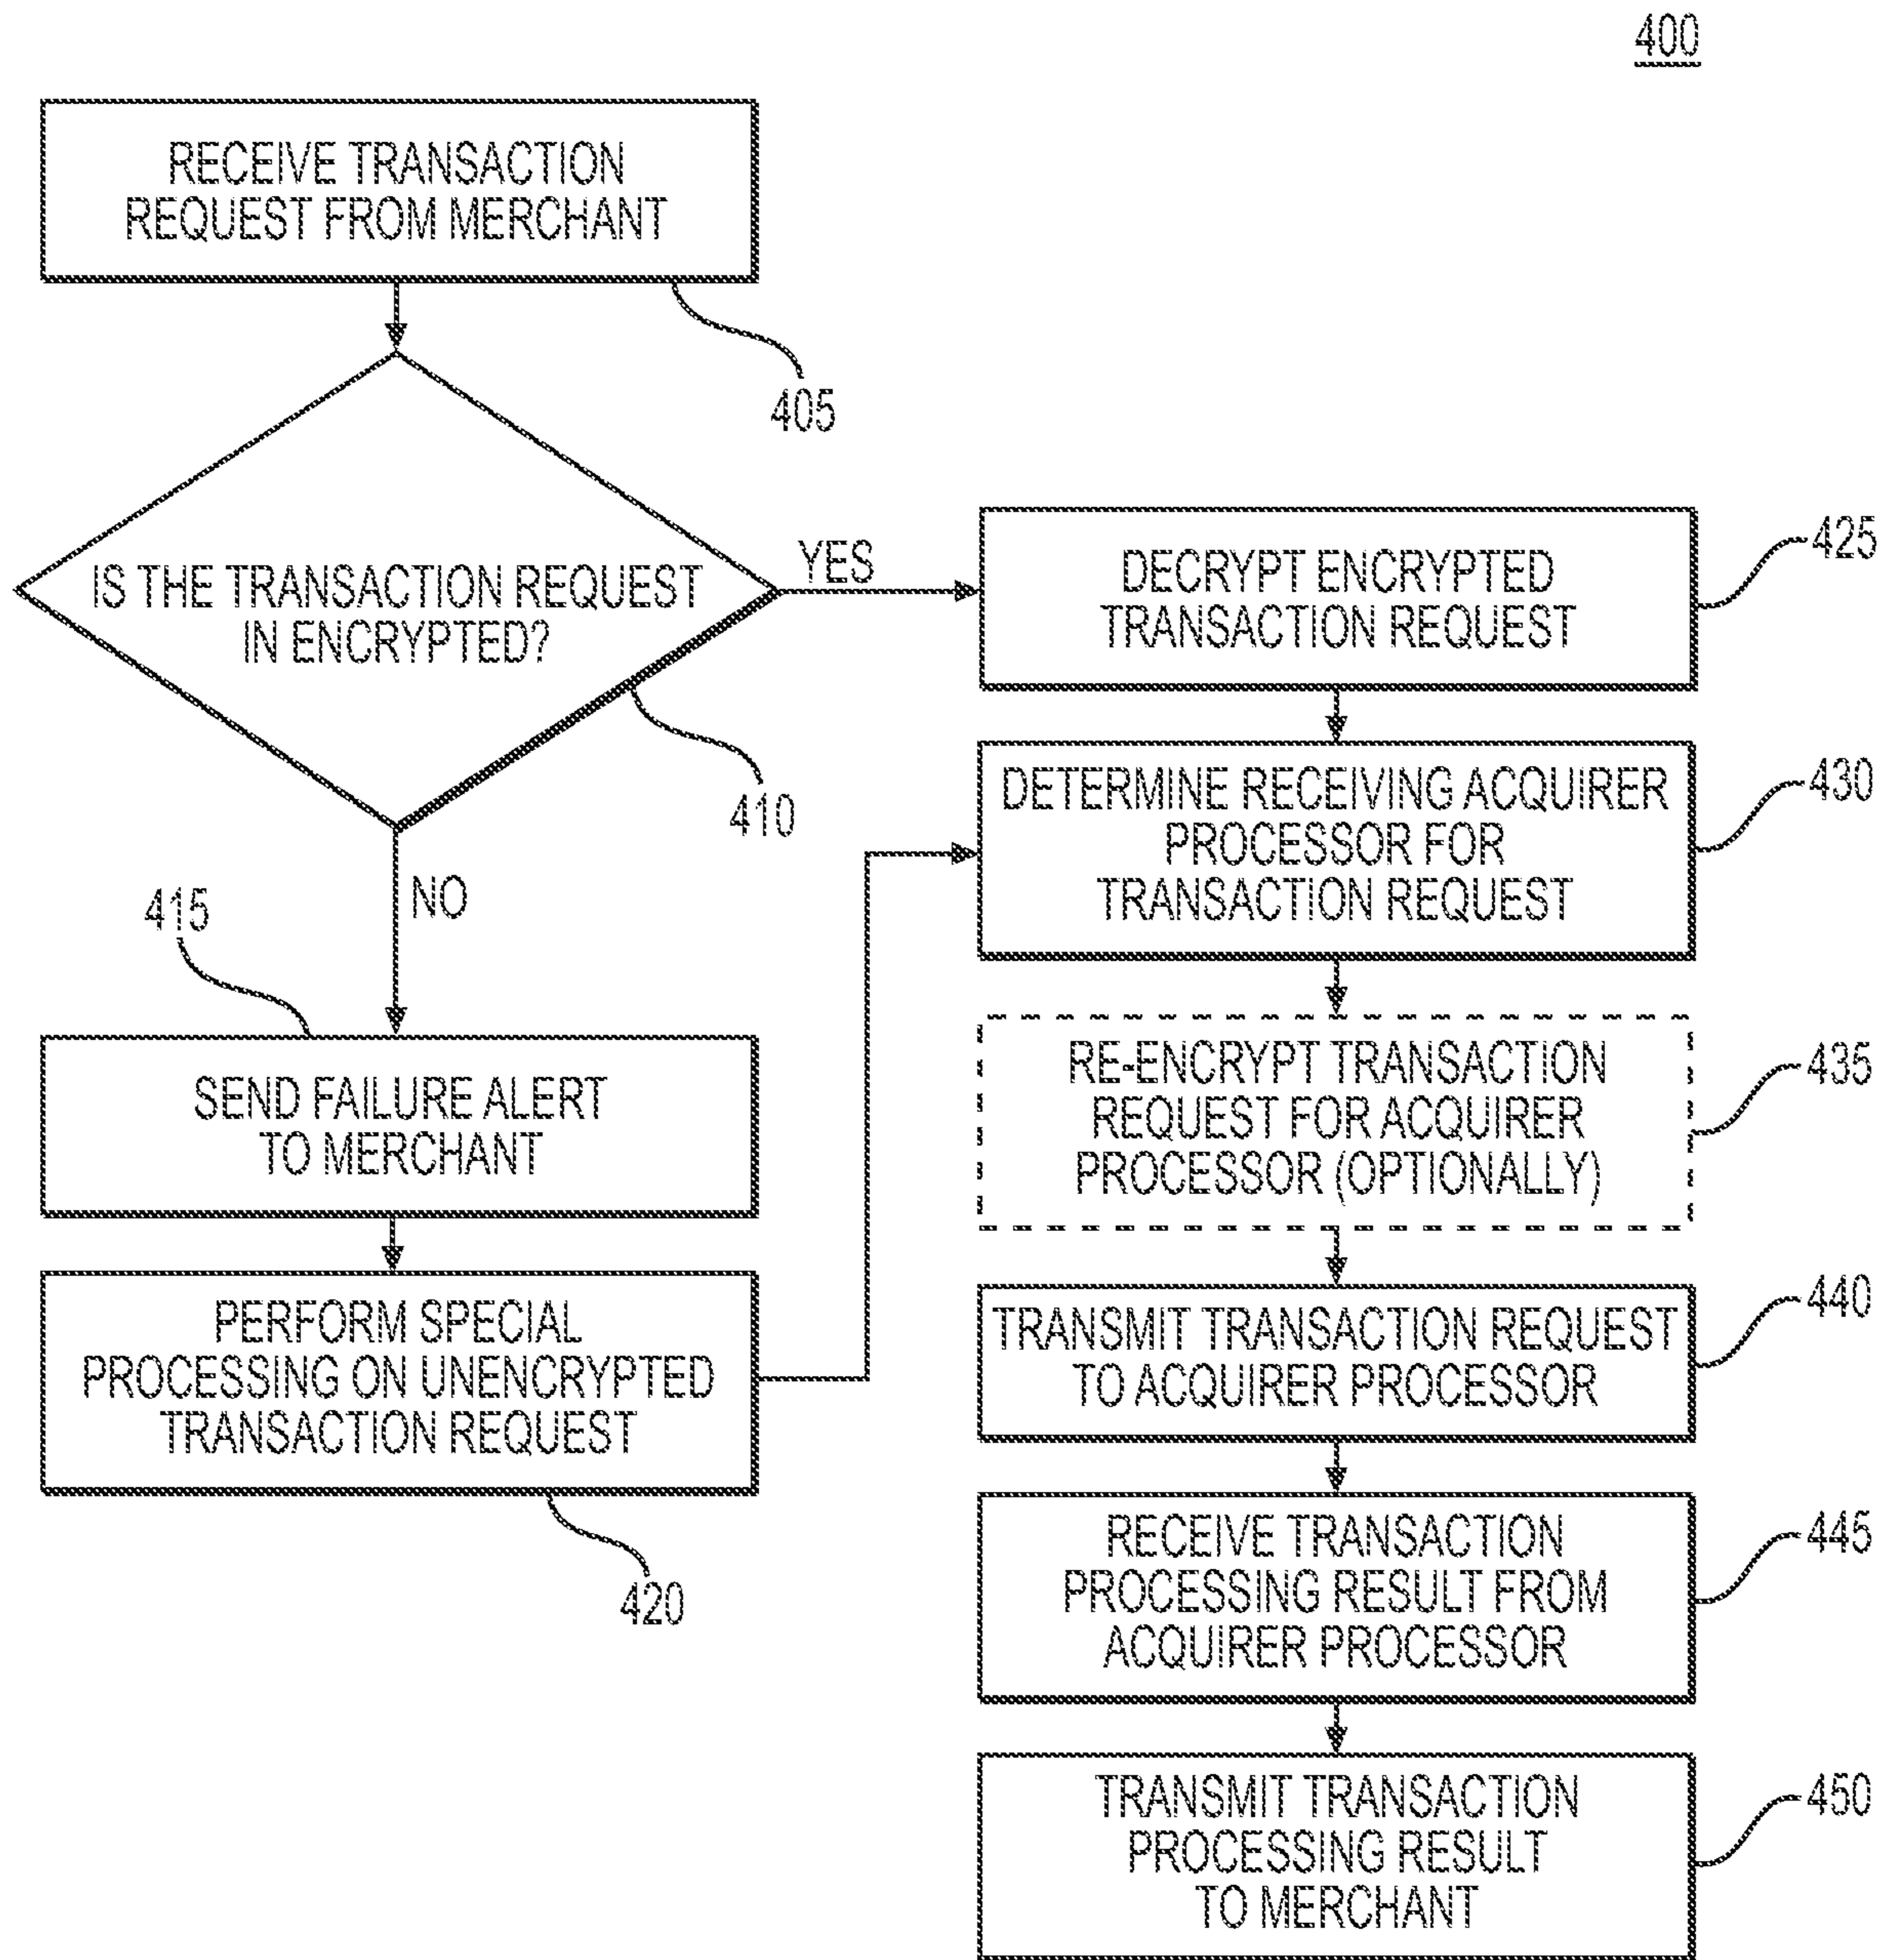 400
RECEIVE TRANSACTION
REQUEST FROM MERCHANT
405
IS THE TRANSACTION REQUEST
IN ENCRYPTED?
410
YES
NO
415
SEND FAILURE ALERT
TO MERCHANT
PERFORM SPECIAL
PROCESSING ON UNENCRYPTED
TRANSACTION REQUEST
420
DECRYPT ENCRYPTED
TRANSACTION REQUEST
425
DETERMINE RECEIVING ACQUIRER
PROCESSOR FOR
TRANSACTION REQUEST
430
RE-ENCRYPT TRANSACTION
REQUEST FOR ACQUIRER
PROCESSOR (OPTIONALLY)
435
TRANSMIT TRANSACTION REQUEST
TO ACQUIRER PROCESSOR
440
RECEIVE TRANSACTION
PROCESSING RESULT FROM
ACQUIRER PROCESSOR
445
TRANSMIT TRANSACTION
PROCESSING RESULT
TO MERCHANT
450